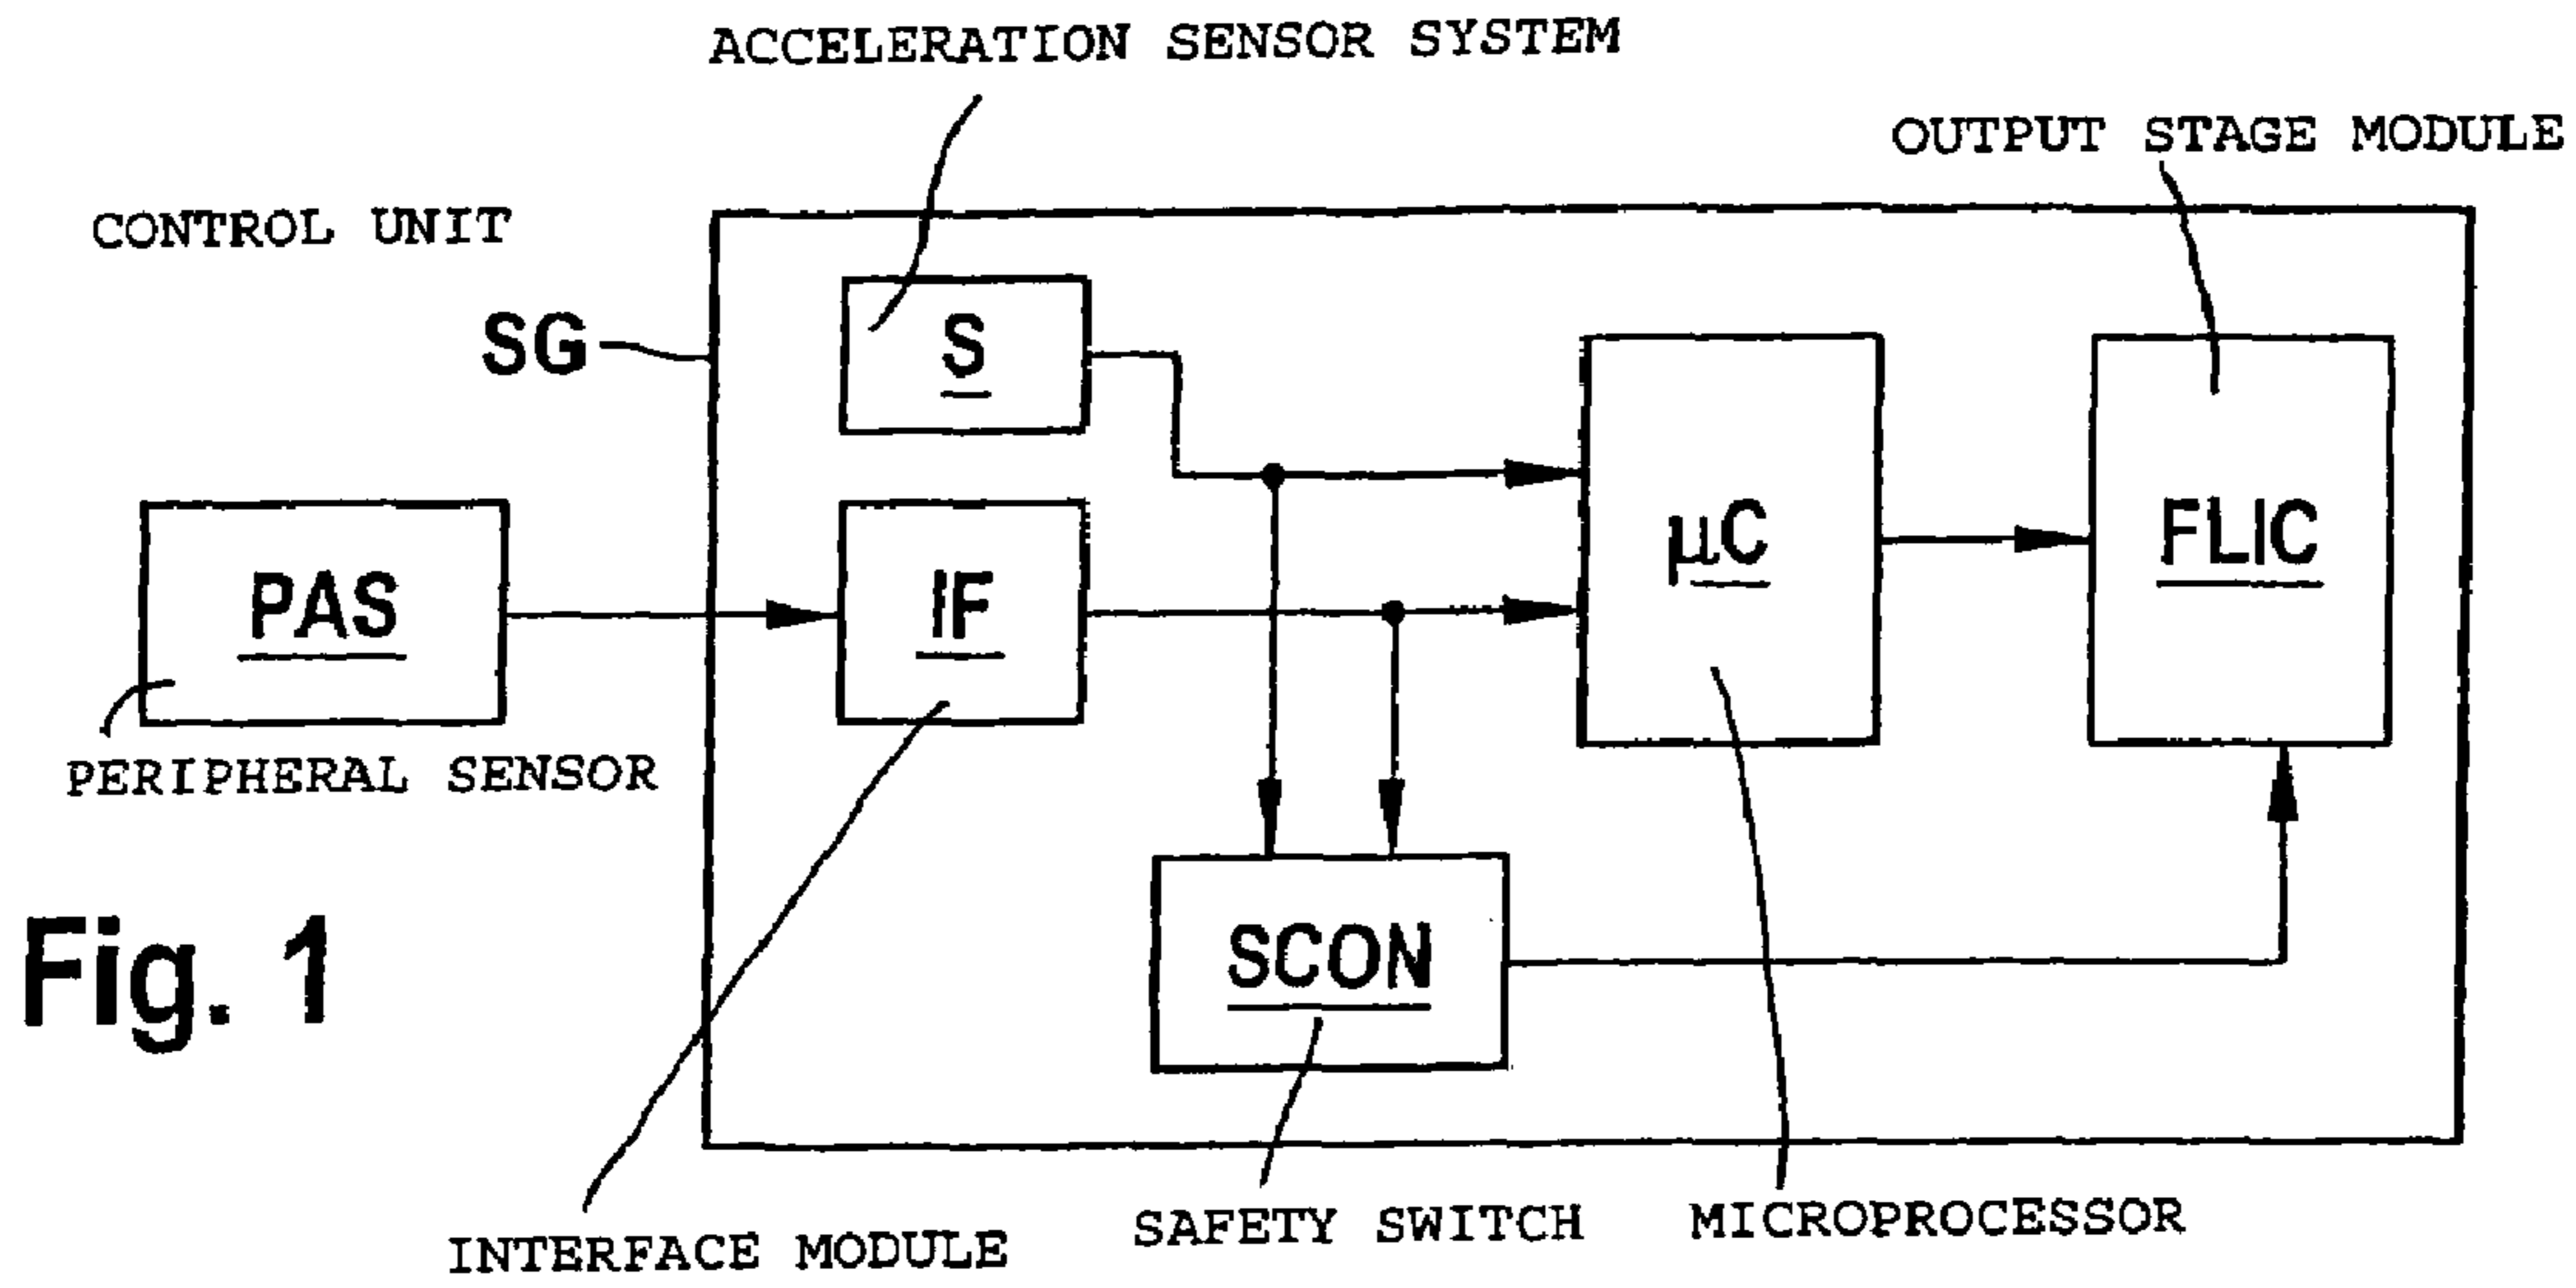 ACCELERATION SENSOR SYSTEM
OUTPUT STAGE MODULE
CONTROL UNIT
SG
S
PAS
IF
µC
FLIC
PERIPHERAL SENSOR
SCON
Fig. 1
INTERFACE MODULE
SAFETY SWITCH
MICROPROCESSOR